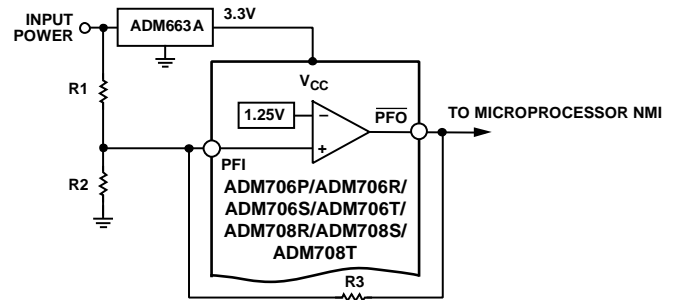 INPUT
POWER
ADM663A
3.3V
R1
VCC
1.25V
−
PFO
TO MICROPROCESSOR NMI
+
PFI
R2
ADM706P/ADM706R/
ADM706S/ADM706T/
ADM708R/ADM708S/
ADM708T
R3